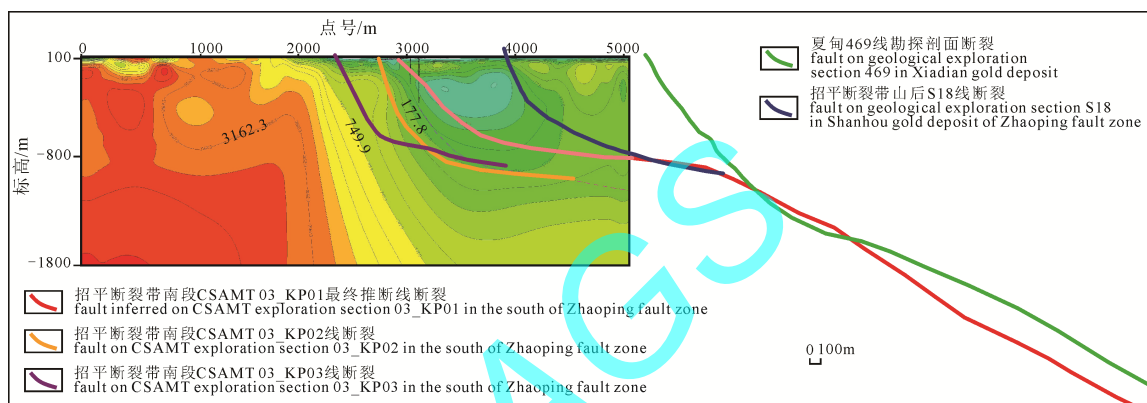 点号/m
0 1000 2000 3000 4000 5000
100
-800
-1800
标高/m
3162.3
749.9
177.8
夏甸469线勘探剖面断裂
fault on geological exploration
section 469 in Xiadian gold deposit
招平断裂带山后S18线断裂
fault on geological exploration section S18
in Shanhou gold deposit of Zhaoping fault zone
招平断裂带南段CSAMT 03_KP01最终推断线断裂
fault inferred on CSAMT exploration section 03_KP01 in the south of Zhaoping fault zone
招平断裂带南段CSAMT 03_KP02线断裂
fault on CSAMT exploration section 03_KP02 in the south of Zhaoping fault zone
招平断裂带南段CSAMT 03_KP03线断裂
fault on CSAMT exploration section 03_KP03 in the south of Zhaoping fault zone
0 100m
AGS